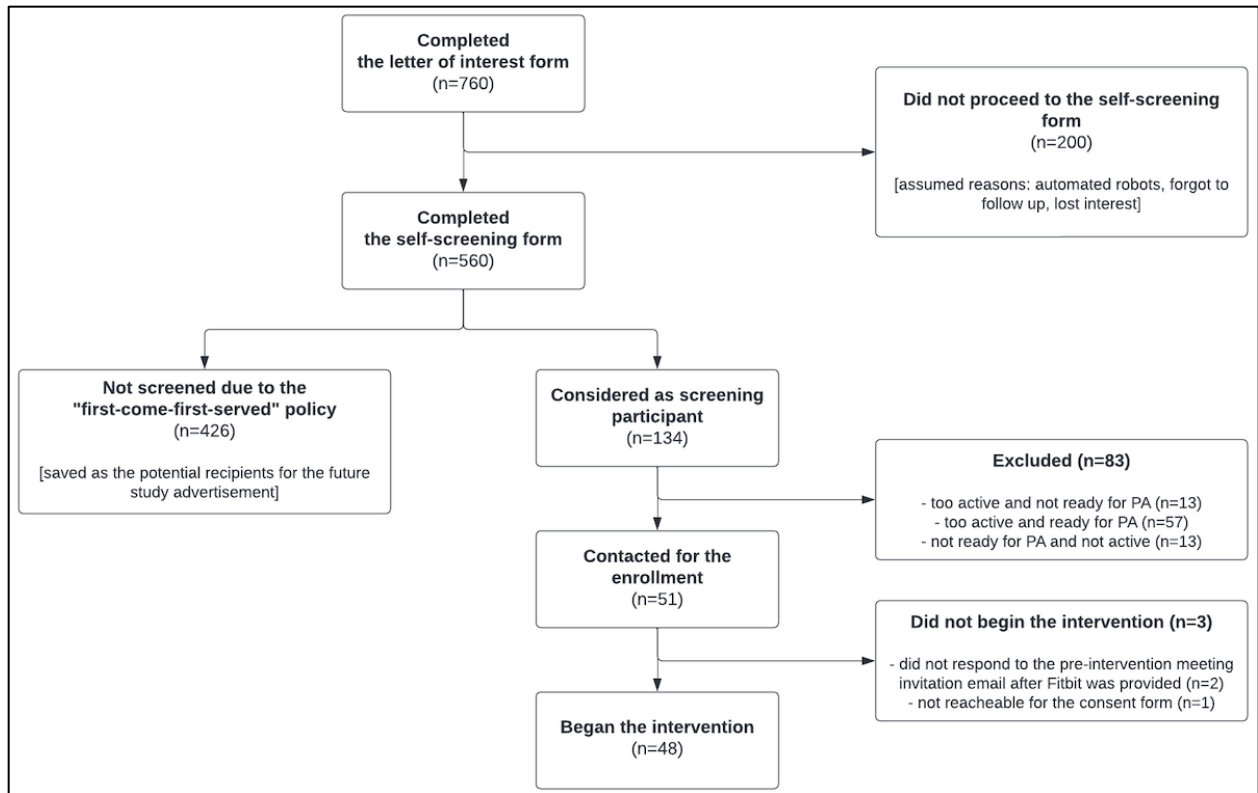 Completed
the letter of interest form
(n=760)
Did not proceed to the self-screening
form
(n=200)
[assumed reasons: automated robots, forgot to
follow up, lost interest]
Completed
the self-screening form
(n=560)
Not screened due to the
"first-come-first-served" policy
(n=426)
[saved as the potential recipients for the future
study advertisement]
Considered as screening
participant
(n=134)
Excluded (n=83)
- too active and not ready for PA (n=13)
- too active and ready for PA (n=57)
- not ready for PA and not active (n=13)
Contacted for the
enrollment
(n=51)
Did not begin the intervention (n=3)
- did not respond to the pre-intervention meeting
invitation email after Fitbit was provided (n=2)
- not reacheable for the consent form (n=1)
Began the intervention
(n=48)